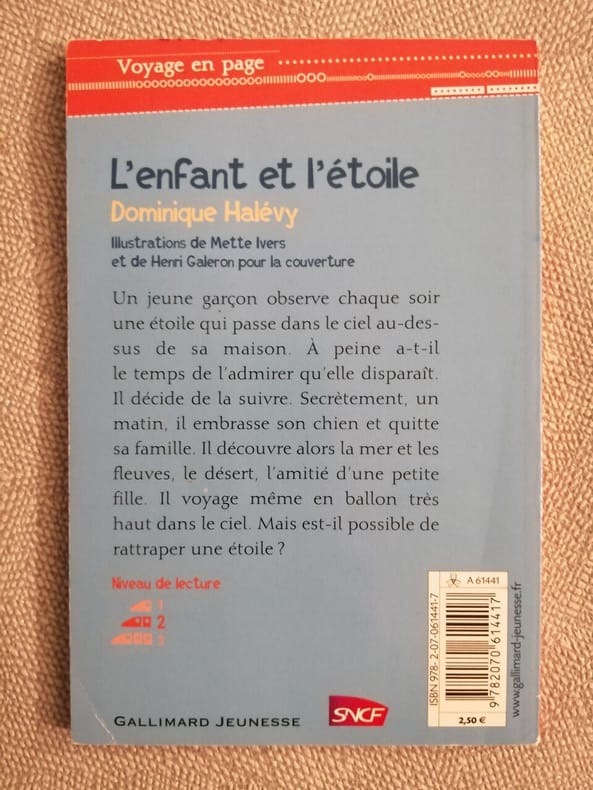 Voyage en page
L'enfant et l'étoile
Dominique Halévy
Illustrations de Mette Ivers
et de Henri Galeron pour la couverture
Un jeune garçon observe chaque soir
une étoile qui passe dans le ciel au-des-
sus de sa maison. À peine a-t-il
le temps de l'admirer qu'elle disparaît.
Il décide de la suivre. Secrètement, un
matin, il embrasse son chien et quitte
sa famille. Il découvre alors la mer et les
fleuves, le désert, l'amitié d'une petite
fille. Il voyage même en ballon très
haut dans le ciel. Mais est-il possible de
rattraper une étoile ?
Niveau de lecture
1
2
3
GALLIMARD JEUNESSE
SNCF
A 61441
ISBN 978-2-07-061441-7
9 782070 614417
2,50 €
www.gallimard-jeunesse.fr